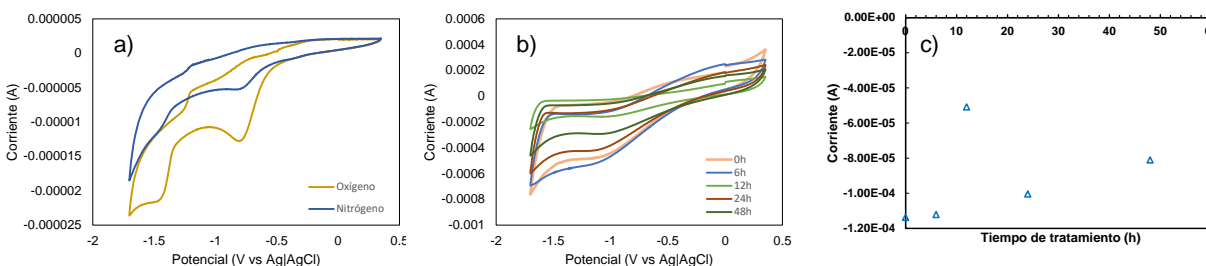 a)
0.000005
0
-0.000005
-0.00001
-0.000015
-0.00002
-0.000025
Corriente (A)
-2
-1.5
-1
-0.5
0
0.5
Potencial (V vs Ag|AgCl)
Oxígeno
Nitrógeno
b)
0.0006
0.0004
0.0002
0
-0.0002
-0.0004
-0.0006
-0.0008
-0.001
Corriente (A)
-2
-1.5
-1
-0.5
0
0.5
Potencial (V vs Ag|AgCl)
0h
6h
12h
24h
48h
c)
0.00E+00
-2.00E-05
-4.00E-05
-6.00E-05
-8.00E-05
-1.00E-04
-1.20E-04
Corriente (A)
0
10
20
30
40
50
60
Tiempo de tratamiento (h)